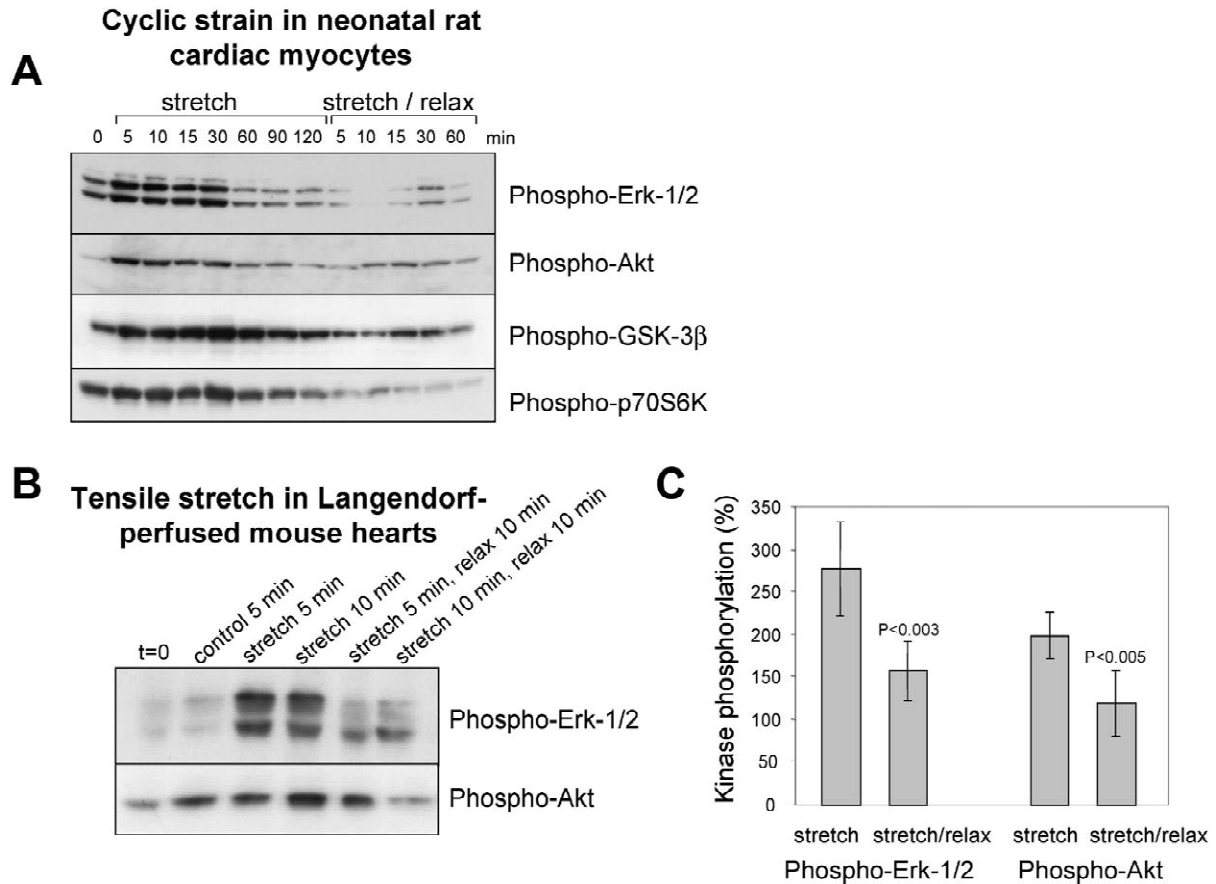 Cyclic strain in neonatal rat
cardiac myocytes
A
stretch stretch / relax
0 5 10 15 30 60 90 120 5 10 15 30 60 min
Phospho-Erk-1/2
Phospho-Akt
Phospho-GSK-3β
Phospho-p70S6K
B
Tensile stretch in Langendorf-
perfused mouse hearts
t=0
control 5 min
stretch 5 min
stretch 10 min
stretch 5 min, relax 10 min
stretch 10 min, relax 10 min
Phospho-Erk-1/2
Phospho-Akt
C
Kinase phosphorylation (%)
350
300
250
200
150
100
50
0
P<0.003
P<0.005
stretch stretch/relax stretch stretch/relax
Phospho-Erk-1/2 Phospho-Akt